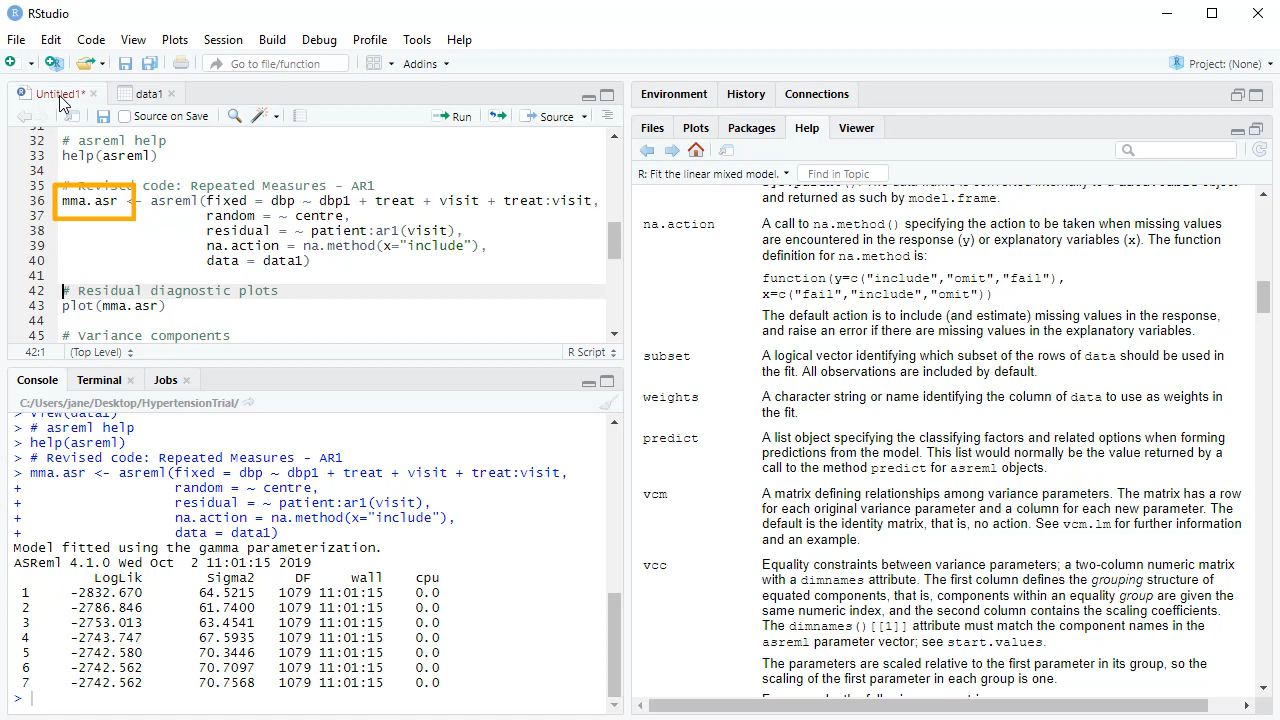 RStudio
File Edit Code View Plots Session Build Debug Profile Tools Help
Go to file/function Addins Project: (None)
Untitled1* data1
Source on Save Run Source
32 # asreml help
33 help(asreml)
34
35 # Revised code: Repeated Measures - AR1
36 mma.asr <- asreml(fixed = dbp ~ dbp1 + treat + visit + treat:visit,
37 random = ~ centre,
38 residual = ~ patient:ar1(visit),
39 na.action = na.method(x="include"),
40 data = data1)
41
42 # Residual diagnostic plots
43 plot(mma.asr)
44
45 # Variance components
42:1 (Top Level) R Script
Console Terminal Jobs
C:/Users/jane/Desktop/HypertensionTrial/
> View(data1)
> # asreml help
> help(asreml)
> # Revised code: Repeated Measures - AR1
> mma.asr <- asreml(fixed = dbp ~ dbp1 + treat + visit + treat:visit,
+ random = ~ centre,
+ residual = ~ patient:ar1(visit),
+ na.action = na.method(x="include"),
+ data = data1)
Model fitted using the gamma parameterization.
ASReml 4.1.0 Wed Oct 2 11:01:15 2019
LogLik Sigma2 DF wall cpu
1 -2832.670 64.5215 1079 11:01:15 0.0
2 -2786.846 61.7400 1079 11:01:15 0.0
3 -2753.013 63.4541 1079 11:01:15 0.0
4 -2743.747 67.5935 1079 11:01:15 0.0
5 -2742.580 70.3446 1079 11:01:15 0.0
6 -2742.562 70.7097 1079 11:01:15 0.0
7 -2742.562 70.7568 1079 11:01:15 0.0
>
Environment History Connections
Files Plots Packages Help Viewer
R: Fit the linear mixed model. Find in Topic
and returned as such by model.frame.
na.action A call to na.method() specifying the action to be taken when missing values
are encountered in the response (y) or explanatory variables (x). The function
definition for na.method is:
function(y=c("include","omit","fail"),
x=c("fail","include","omit"))
The default action is to include (and estimate) missing values in the response,
and raise an error if there are missing values in the explanatory variables.
subset A logical vector identifying which subset of the rows of data should be used in
the fit. All observations are included by default.
weights A character string or name identifying the column of data to use as weights in
the fit.
predict A list object specifying the classifying factors and related options when forming
predictions from the model. This list would normally be the value returned by a
call to the method predict for asreml objects.
vcm A matrix defining relationships among variance parameters. The matrix has a row
for each original variance parameter and a column for each new parameter. The
default is the identity matrix, that is, no action. See vcm.lm for further information
and an example.
vcc Equality constraints between variance parameters; a two-column numeric matrix
with a dimnames attribute. The first column defines the grouping structure of
equated components, that is, components within an equality group are given the
same numeric index, and the second column contains the scaling coefficients.
The dimnames()[[1]] attribute must match the component names in the
asreml parameter vector; see start.values.
The parameters are scaled relative to the first parameter in its group, so the
scaling of the first parameter in each group is one.